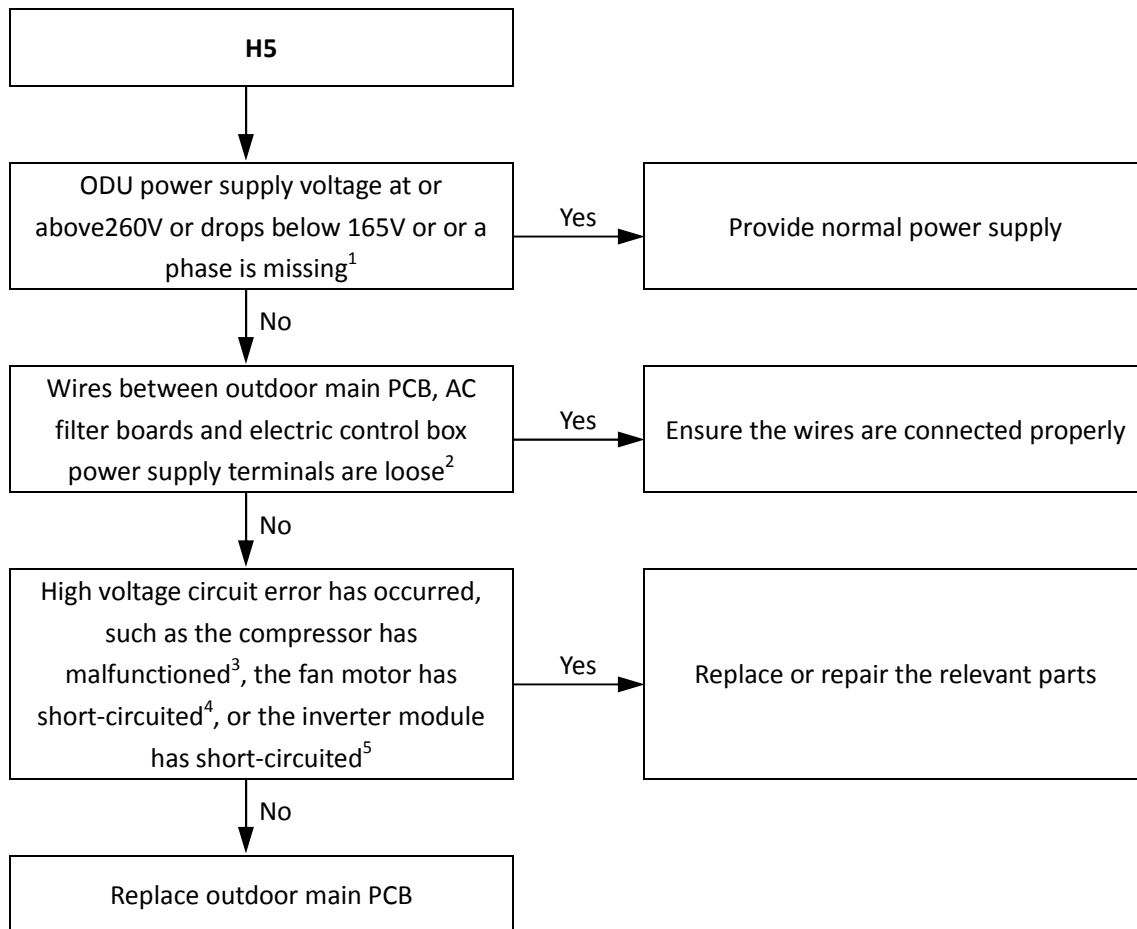 H5
ODU power supply voltage at or
above260V or drops below 165V or or a
phase is missing¹
Yes
Provide normal power supply
No
Wires between outdoor main PCB, AC
filter boards and electric control box
power supply terminals are loose²
Yes
Ensure the wires are connected properly
No
High voltage circuit error has occurred,
such as the compressor has
malfunctioned³, the fan motor has
short-circuited⁴, or the inverter module
has short-circuited⁵
Yes
Replace or repair the relevant parts
No
Replace outdoor main PCB